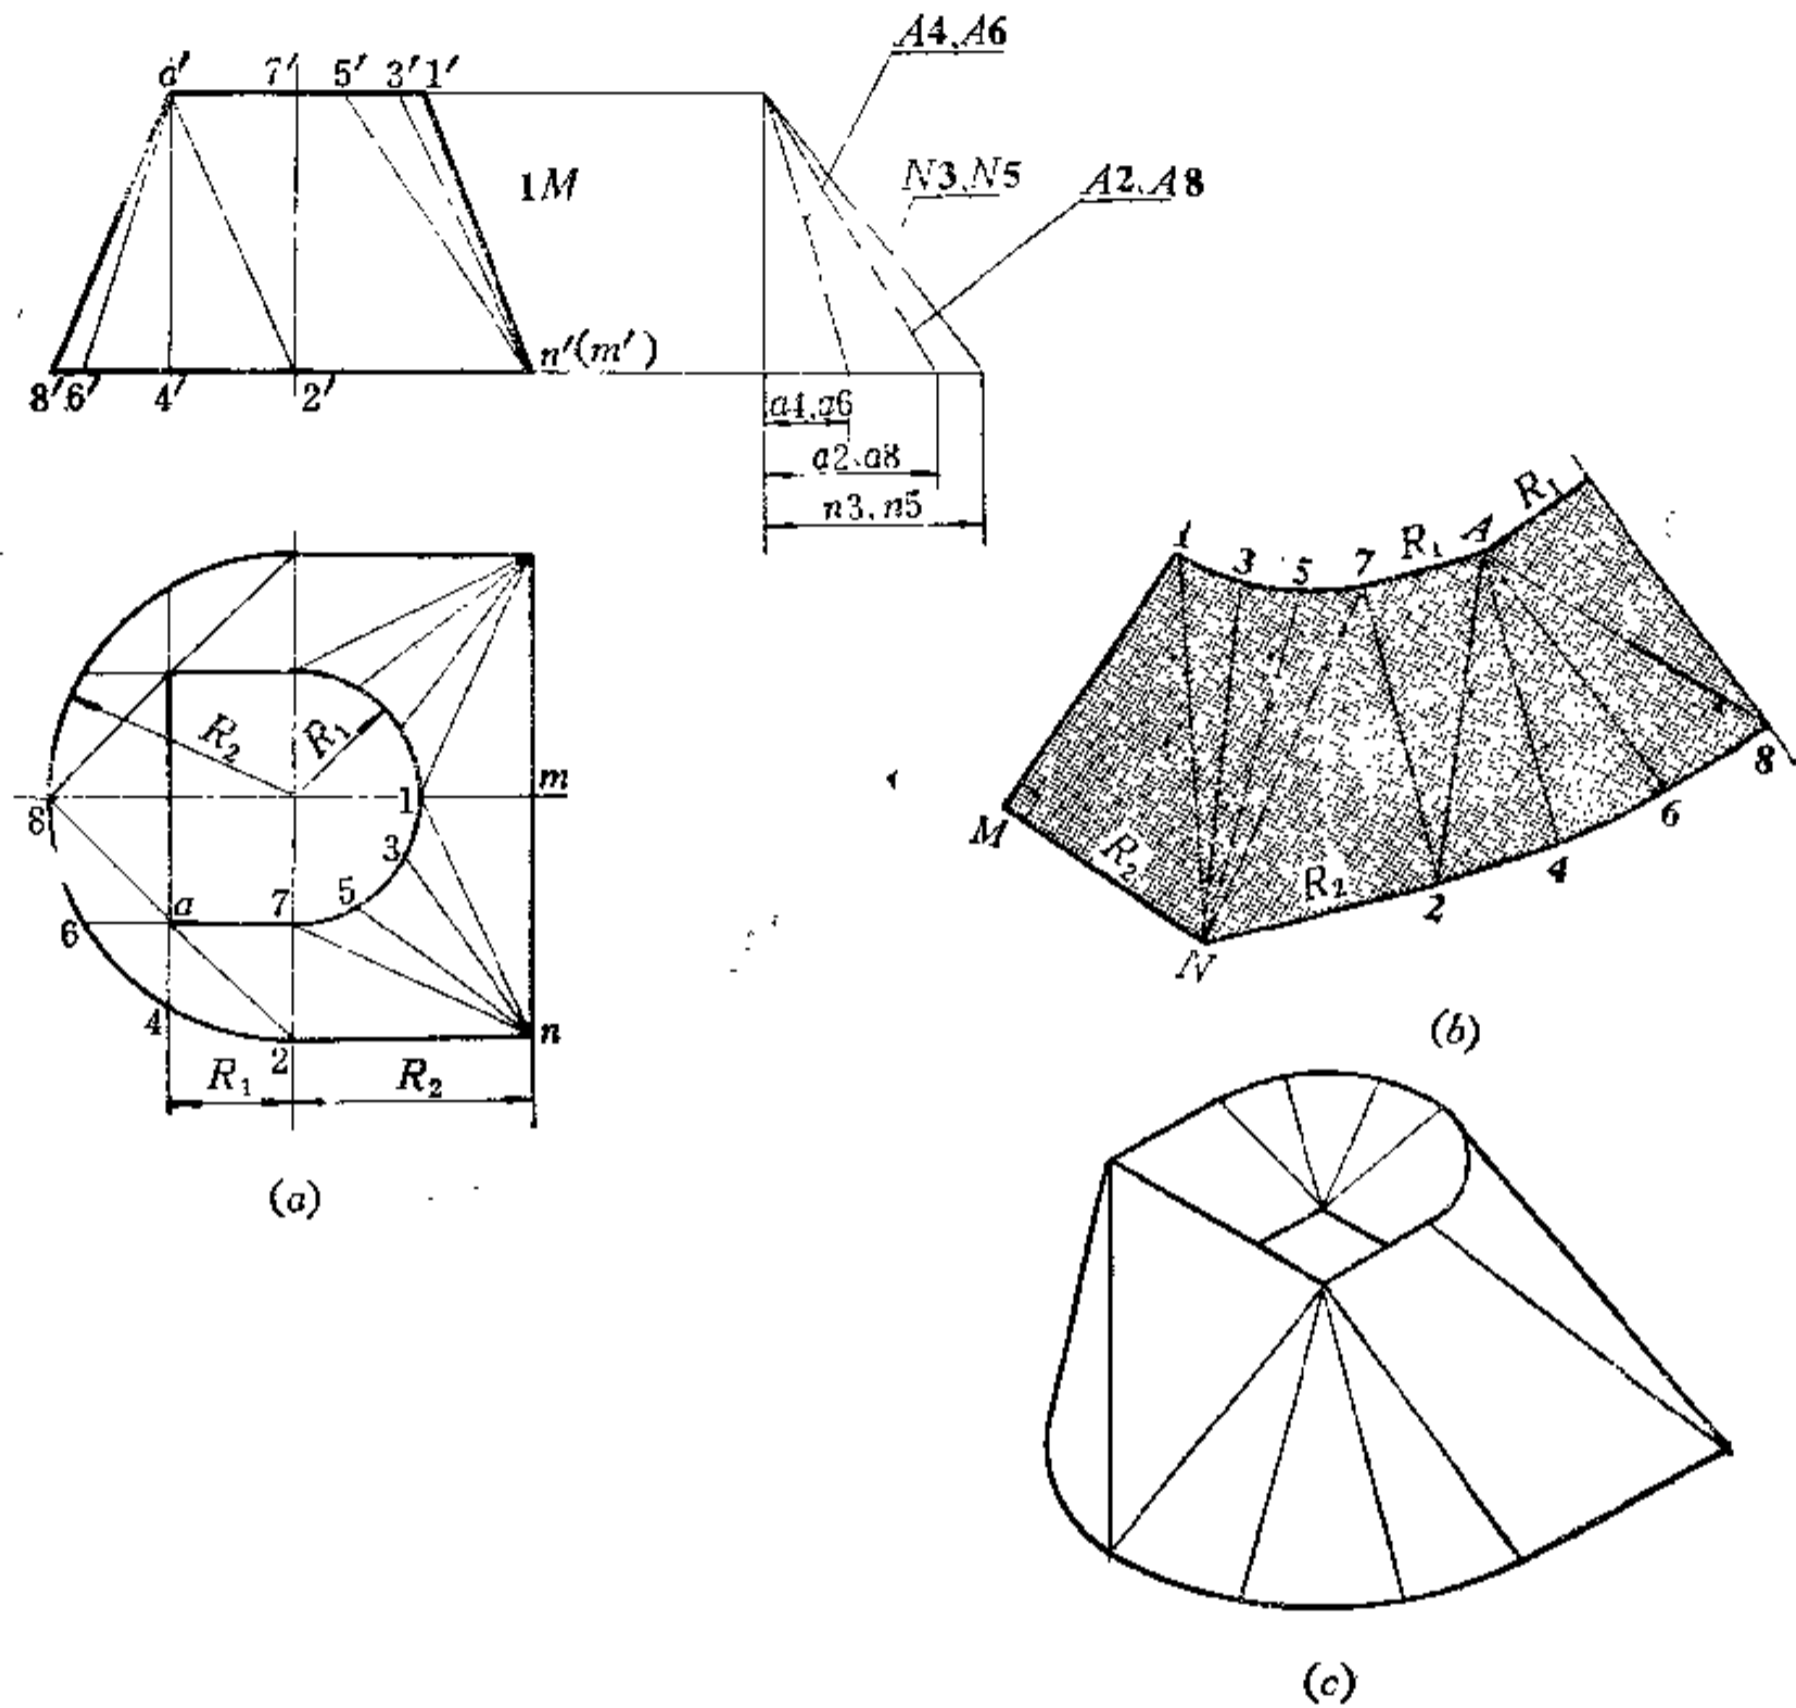 A4、A6
a' 7' 5' 3' 1'
1M
N3、N5
A2、A8
n'(m')
8' 6' 4' 2'
a4、a6
a2、a8
n3、n5
R₂
R₁
8
1
m
3
5
7
a
6
4
2
n
R₁ R₂
(a)
R₁
1 3 5 7 R₁ A
M
R₂
R₂
N
2
4
6
8
(b)
(c)